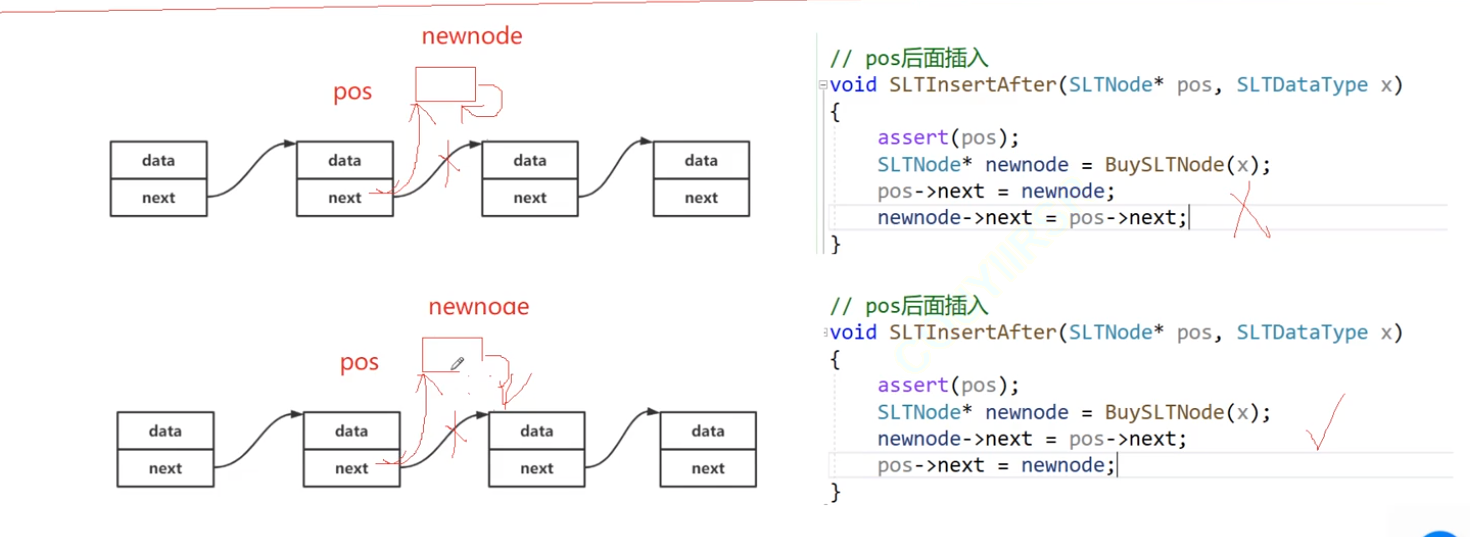 newnode
pos
data data data data
next next next next
// pos后面插入
void SLTInsertAfter(SLTNode* pos, SLTDataType x)
{
assert(pos);
SLTNode* newnode = BuySLTNode(x);
pos->next = newnode;
newnode->next = pos->next;
}
newnode
pos
data data data data
next next next next
// pos后面插入
void SLTInsertAfter(SLTNode* pos, SLTDataType x)
{
assert(pos);
SLTNode* newnode = BuySLTNode(x);
newnode->next = pos->next;
pos->next = newnode;
}